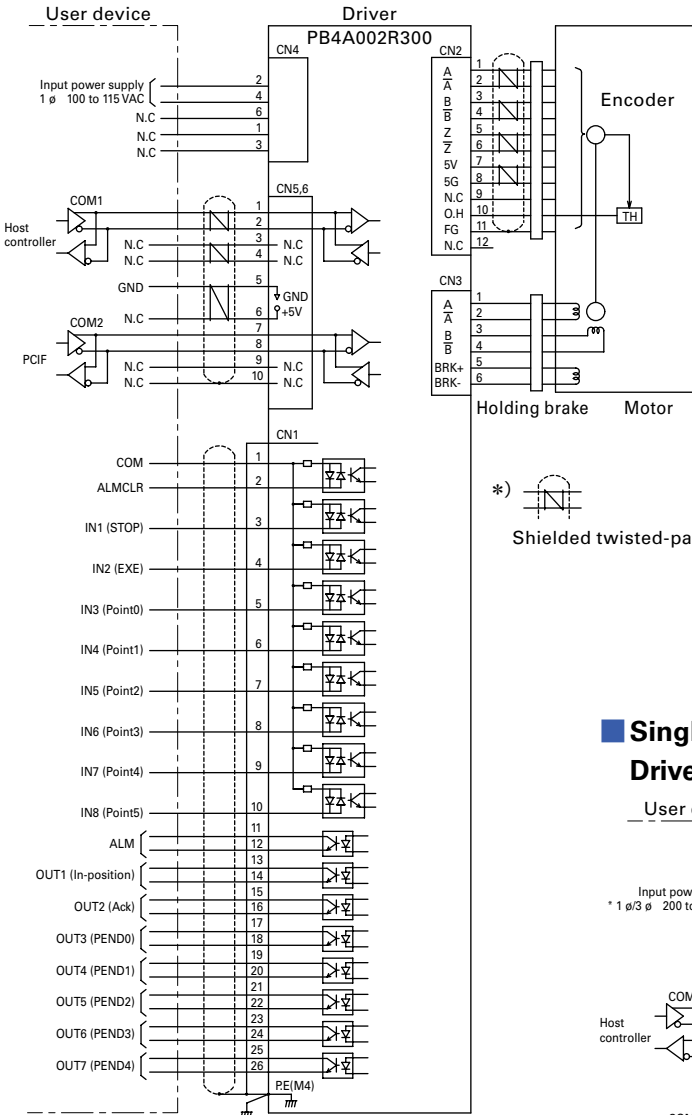 User device
Driver
PB4A002R300
CN4
Input power supply
1 ø 100 to 115 VAC
N.C
N.C
N.C
2
4
6
1
3
CN2
A
A̅
B
B̅
Z
Z̅
5V
5G
N.C
O.H
FG
N.C
1
2
3
4
5
6
7
8
9
10
11
12
Encoder
TH
CN5,6
COM1
Host
controller
N.C
N.C
GND
N.C
COM2
PCIF
N.C
N.C
1
2
3
4
5
6
7
8
9
10
N.C
N.C
GND
+5V
N.C
N.C
CN3
A
A̅
B
B̅
BRK+
BRK-
1
2
3
4
5
6
Holding brake
Motor
CN1
COM
1
ALMCLR
2
IN1 (STOP)
3
IN2 (EXE)
4
IN3 (Point0)
5
IN4 (Point1)
6
IN5 (Point2)
7
IN6 (Point3)
8
IN7 (Point4)
9
IN8 (Point5)
10
ALM
11
12
OUT1 (In-position)
13
14
OUT2 (Ack)
15
16
OUT3 (PEND0)
17
18
OUT4 (PEND1)
19
20
OUT5 (PEND2)
21
22
OUT6 (PEND3)
23
24
OUT7 (PEND4)
25
26
P.E(M4)
*)
Shielded twisted-pa
Singl
Drive
User
Input pow
* 1 ø/3 ø 200 to
COM
Host
controller